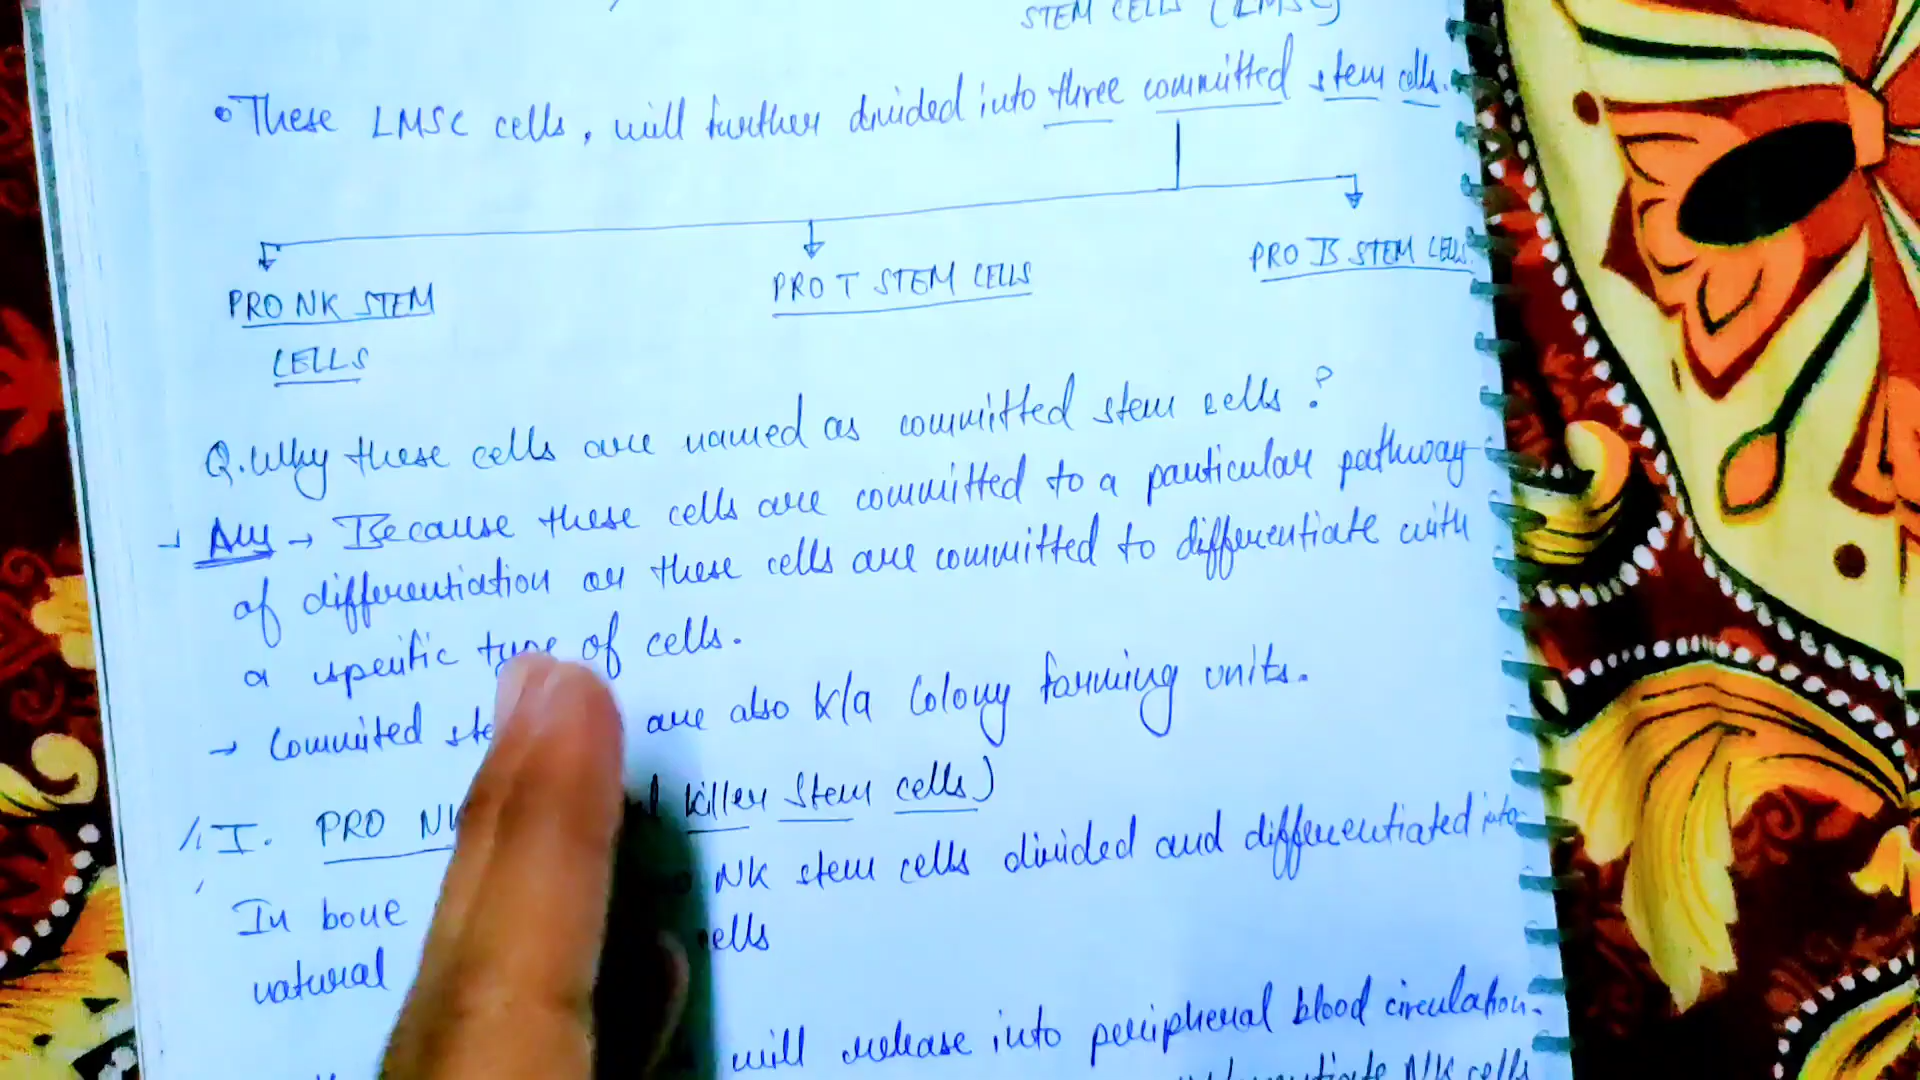 STEM CELLS (LMSC)
• These LMSC cells, will further divided into three committed stem cells.
PRO NK STEM CELLS
PRO T STEM CELLS
PRO B STEM CELLS
Q. Why these cells are named as committed stem cells?
Ans → Because these cells are committed to a particular pathway
of differentiation or these cells are committed to differentiate with
a specific type of cells.
→ Commited are also k/a Colony forming units.
I. PRO NK killer stem cells)
In bone NK stem cells divided and differentiated into
natural
will release into peripheral blood circulation.
NK cells